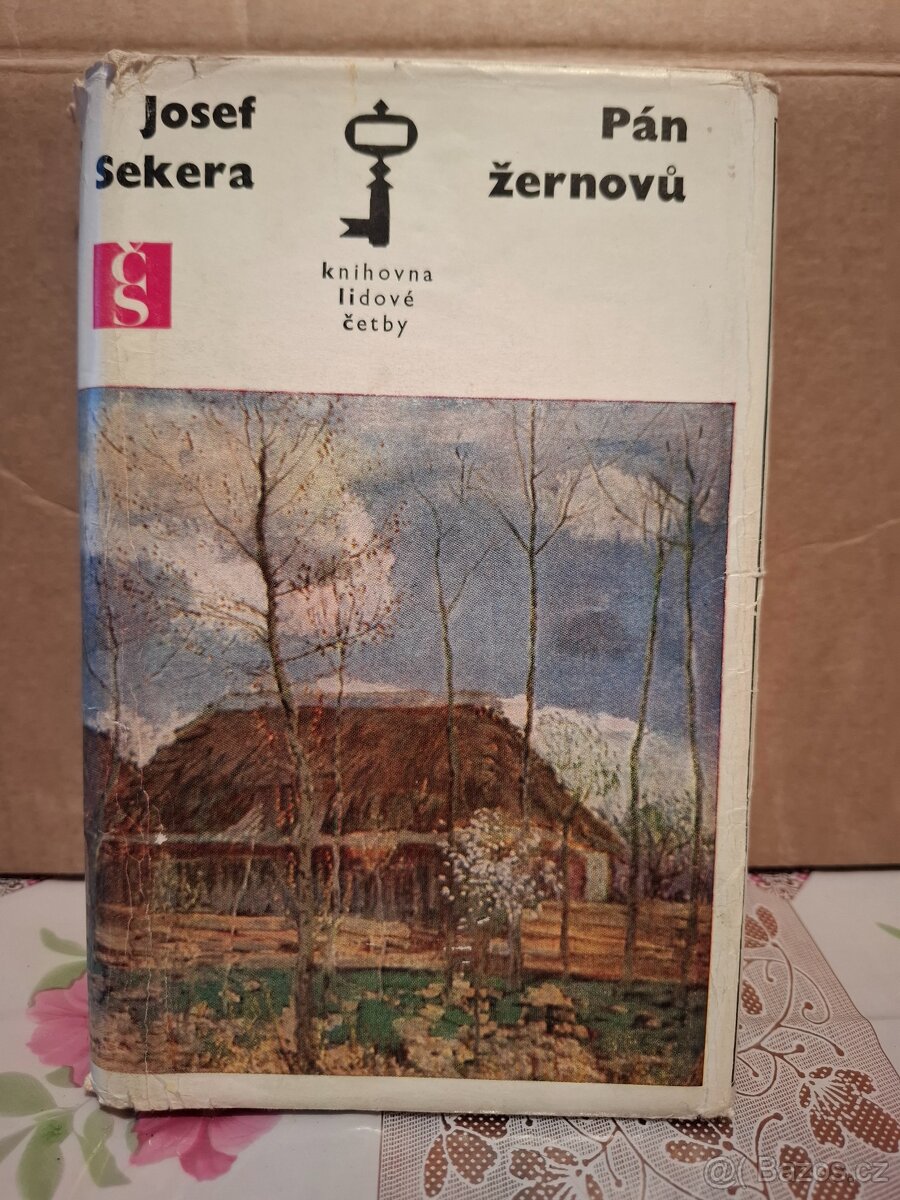 Josef
Sekera
Pán
žernovů
knihovna
lidové
četby
ČS
@ Bazos.cz